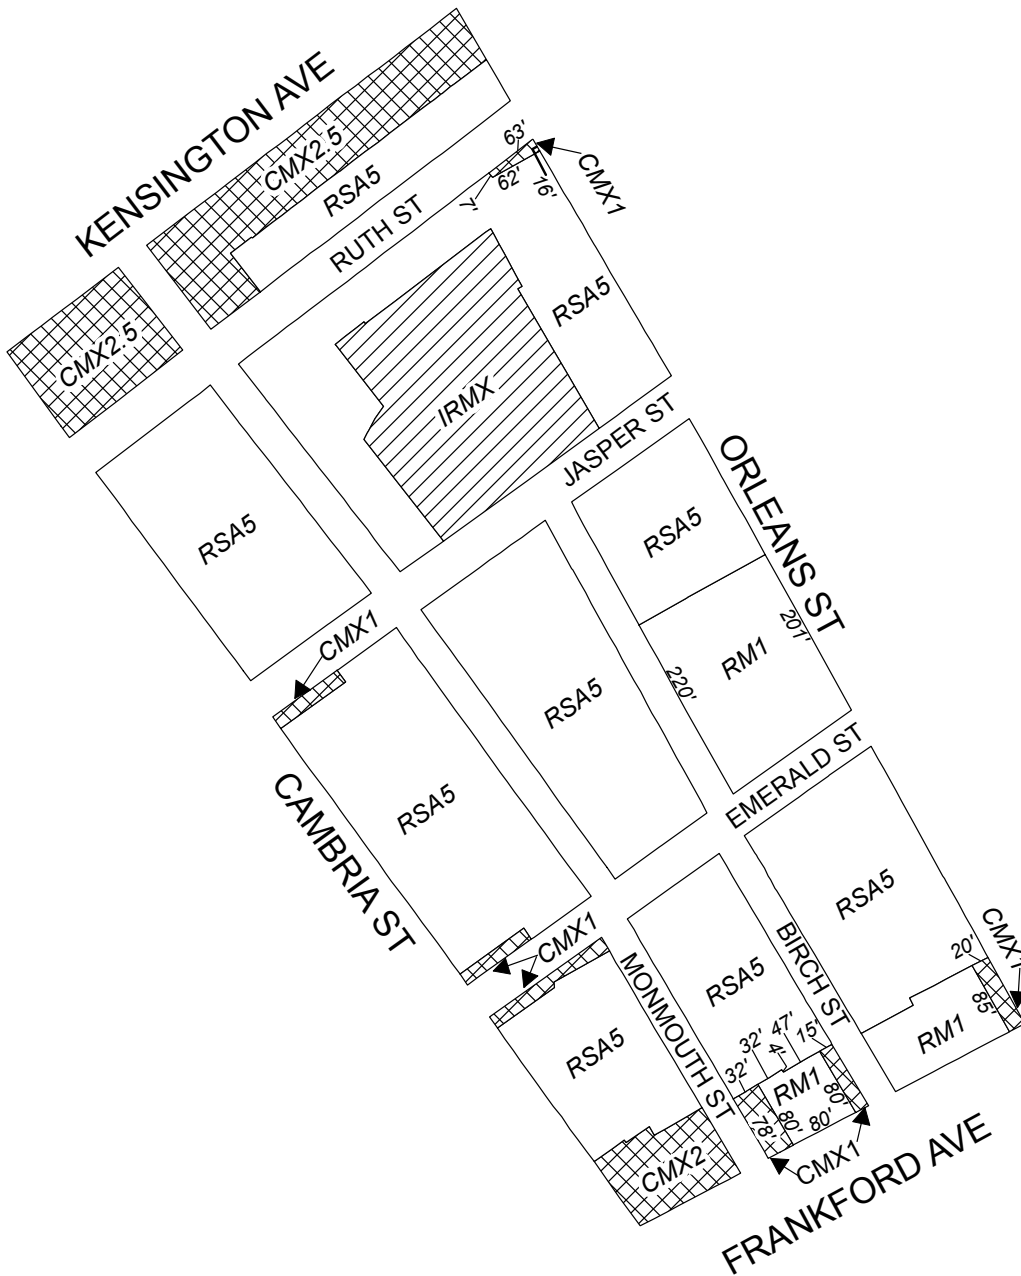 KENSINGTON AVE
CMX2.5
RSA5
RUTH ST
63'
62'
7'
16'
CMX1
RSA5
CMX2.5
IRMX
JASPER ST
ORLEANS ST
RSA5
RSA5
201'
RM1
220'
CMX1
RSA5
EMERALD ST
RSA5
CAMBRIA ST
RSA5
CMX1
20'
85'
RM1
BIRCH ST
CMX1
MONMOUTH ST
RSA5
RSA5
47'
15'
32'
4'
32'
RM1
80'
80'
80'
78'
CMX2
CMX1
FRANKFORD AVE